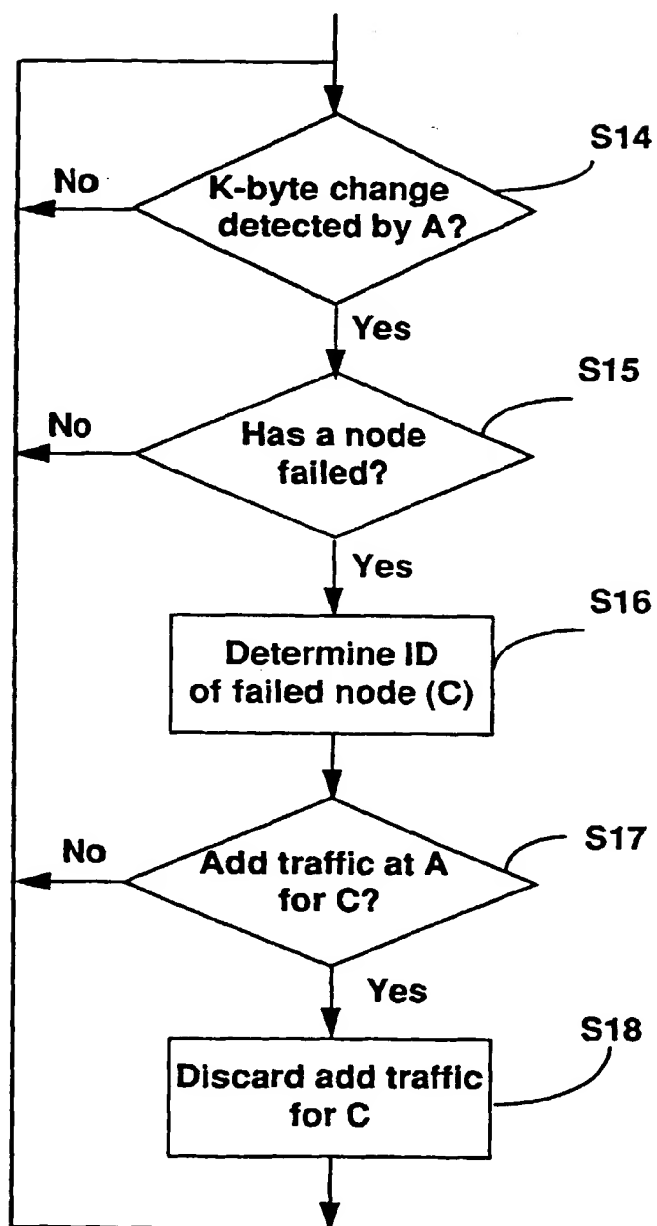 S14
No
K-byte change
detected by A?
Yes
S15
No
Has a node
failed?
Yes
S16
Determine ID
of failed node (C)
S17
No
Add traffic at A
for C?
Yes
S18
Discard add traffic
for C